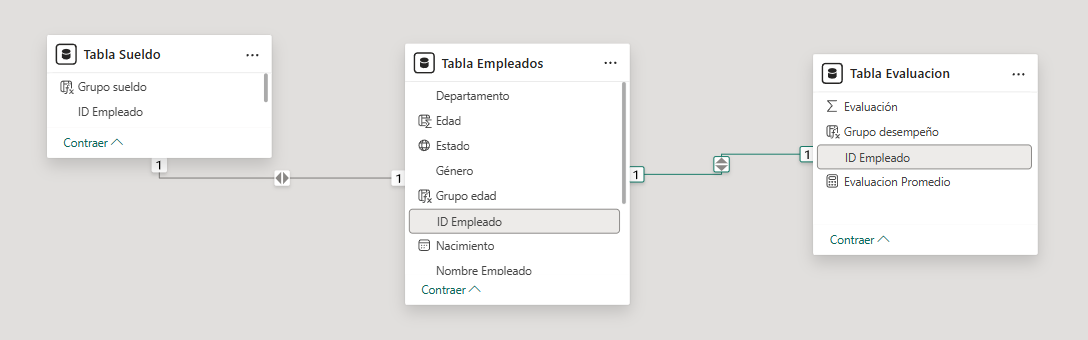 Tabla Sueldo
Grupo sueldo
ID Empleado
Contraer
1
1
Tabla Empleados
Departamento
Edad
Estado
Género
Grupo edad
ID Empleado
Nacimiento
Nombre Empleado
Contraer
1
1
Tabla Evaluacion
Evaluación
Grupo desempeño
ID Empleado
Evaluacion Promedio
Contraer